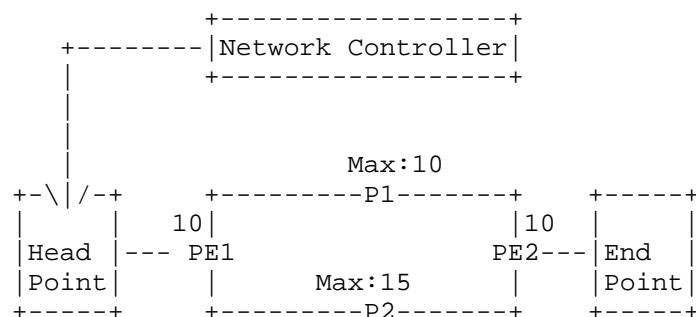 Network Controller
Max:10
P1
10 10
Head PE1 PE2 End
Point Max:15 Point
P2